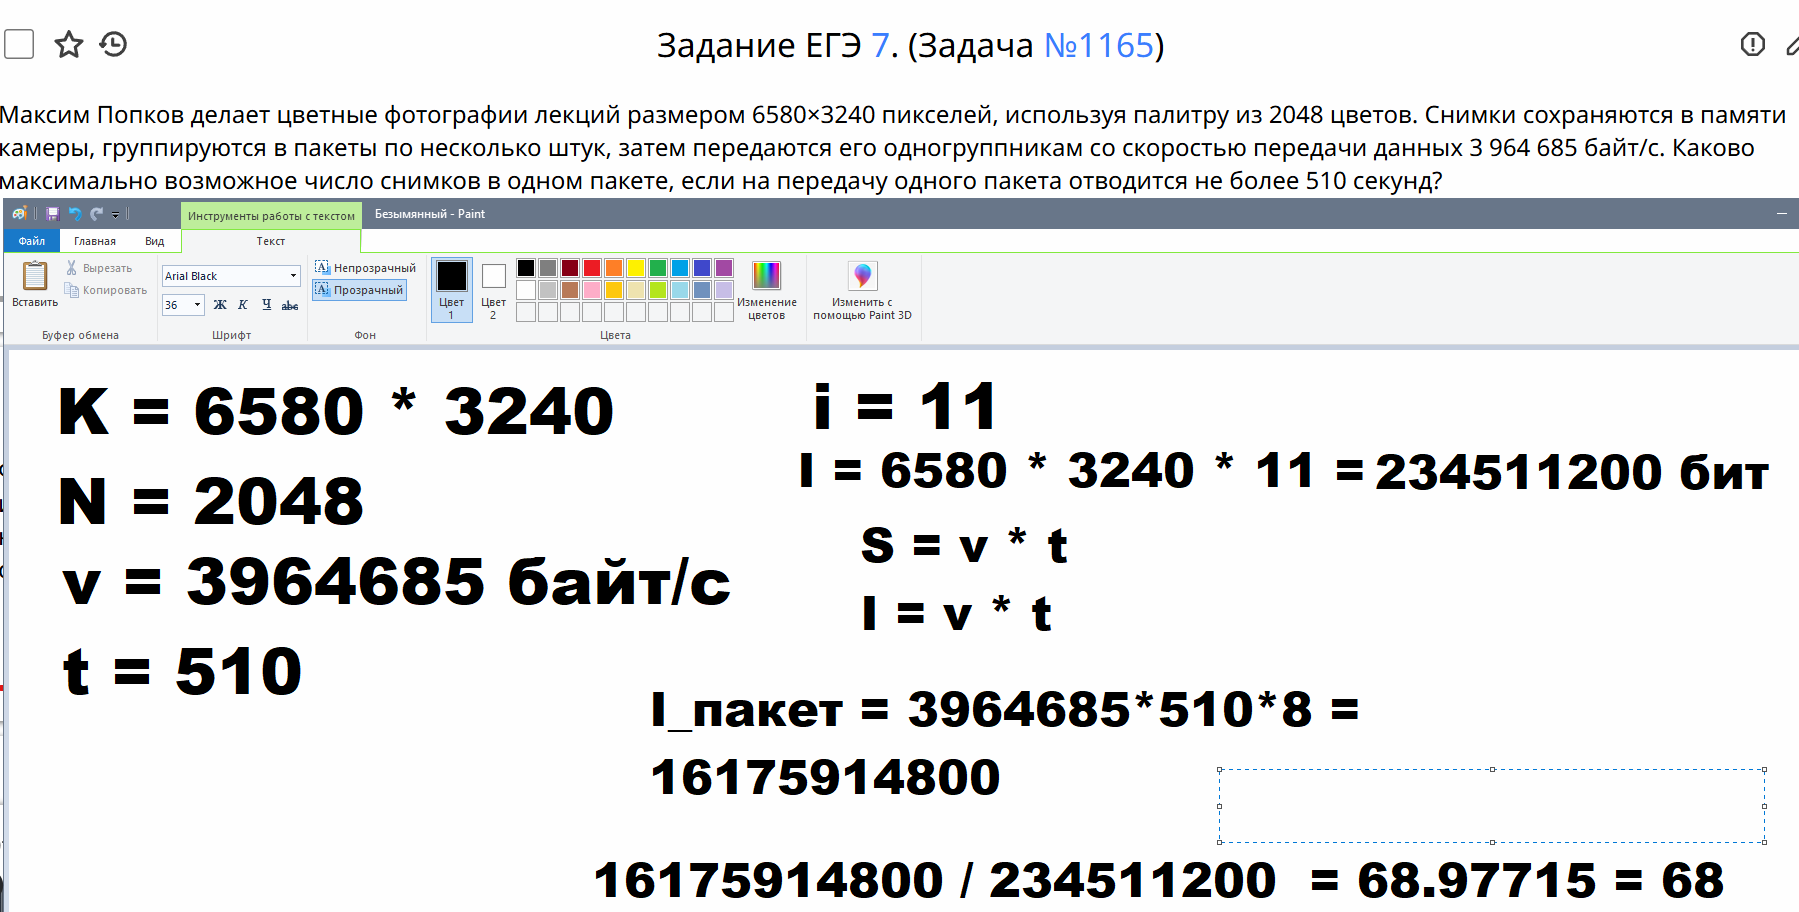 Задание ЕГЭ 7. (Задача №1165)
Максим Попков делает цветные фотографии лекций размером 6580×3240 пикселей, используя палитру из 2048 цветов. Снимки сохраняются в памяти
камеры, группируются в пакеты по несколько штук, затем передаются его одногруппникам со скоростью передачи данных 3 964 685 байт/с. Каково
максимально возможное число снимков в одном пакете, если на передачу одного пакета отводится не более 510 секунд?
Инструменты работы с текстом
Безымянный - Paint
Файл
Главная
Вид
Текст
Вставить
Вырезать
Копировать
Буфер обмена
Arial Black
36
Ж К Ч abc
Шрифт
Непрозрачный
Прозрачный
Фон
Цвет
1
Цвет
2
Изменение
цветов
Цвета
Изменить с
помощью Paint 3D
K = 6580 * 3240
N = 2048
v = 3964685 байт/с
t = 510
i = 11
I = 6580 * 3240 * 11 = 234511200 бит
S = v * t
I = v * t
I_пакет = 3964685*510*8 =
16175914800
16175914800 / 234511200 = 68.97715 = 68